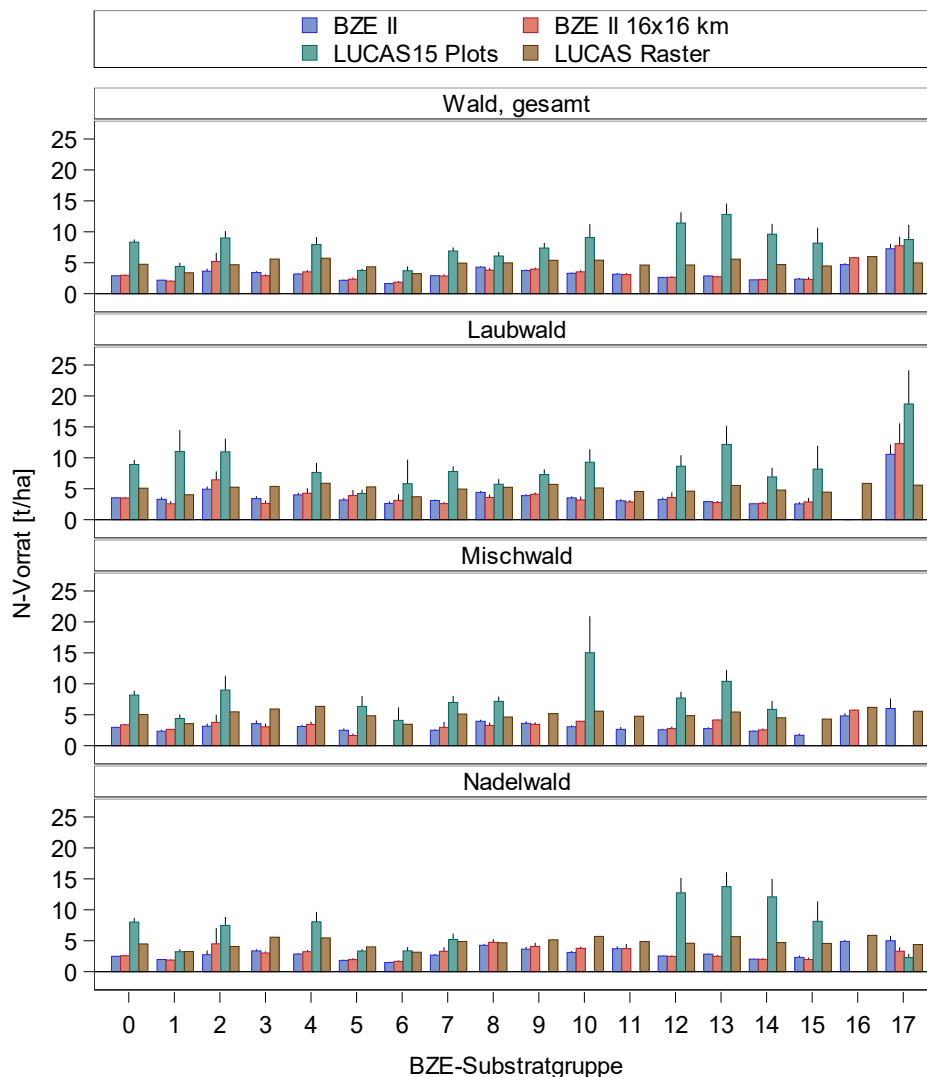 BZE II
BZE II 16x16 km
LUCAS15 Plots
LUCAS Raster
Wald, gesamt
25
20
15
10
5
0
Laubwald
25
20
15
10
5
0
N-Vorrat [t/ha]
Mischwald
25
20
15
10
5
0
Nadelwald
25
20
15
10
5
0
0 1 2 3 4 5 6 7 8 9 10 11 12 13 14 15 16 17
BZE-Substratgruppe